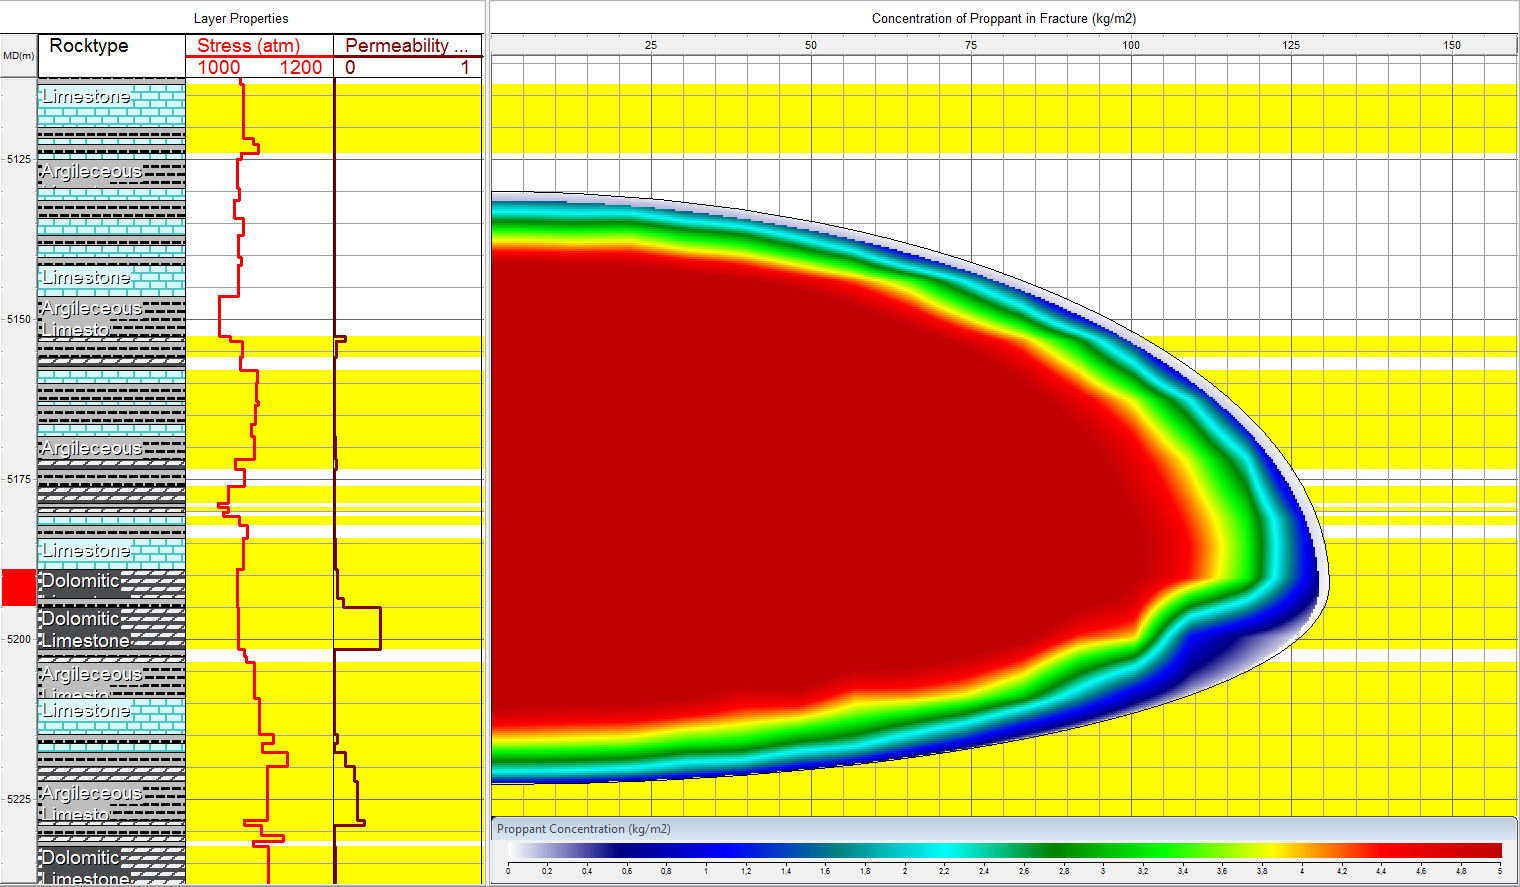 Layer Properties
Concentration of Proppant in Fracture (kg/m2)
MD(m)
Rocktype
Stress (atm)
Permeability ...
1000 1200
0 1
25 50 75 100 125 150
Limestone
5125
Argileceous
Limestone
Argileceous
Limesto
5150
Argileceous
5175
Limestone
Dolomitic
Dolomitic
Limestone
5200
Argileceous
Limesto
Limestone
Argileceous
Limesto
5225
Dolomitic
Limestone
Proppant Concentration (kg/m2)
0 0,2 0,4 0,6 0,8 1 1,2 1,4 1,6 1,8 2 2,2 2,4 2,6 2,8 3 3,2 3,4 3,6 3,8 4 4,2 4,4 4,6 4,8 5